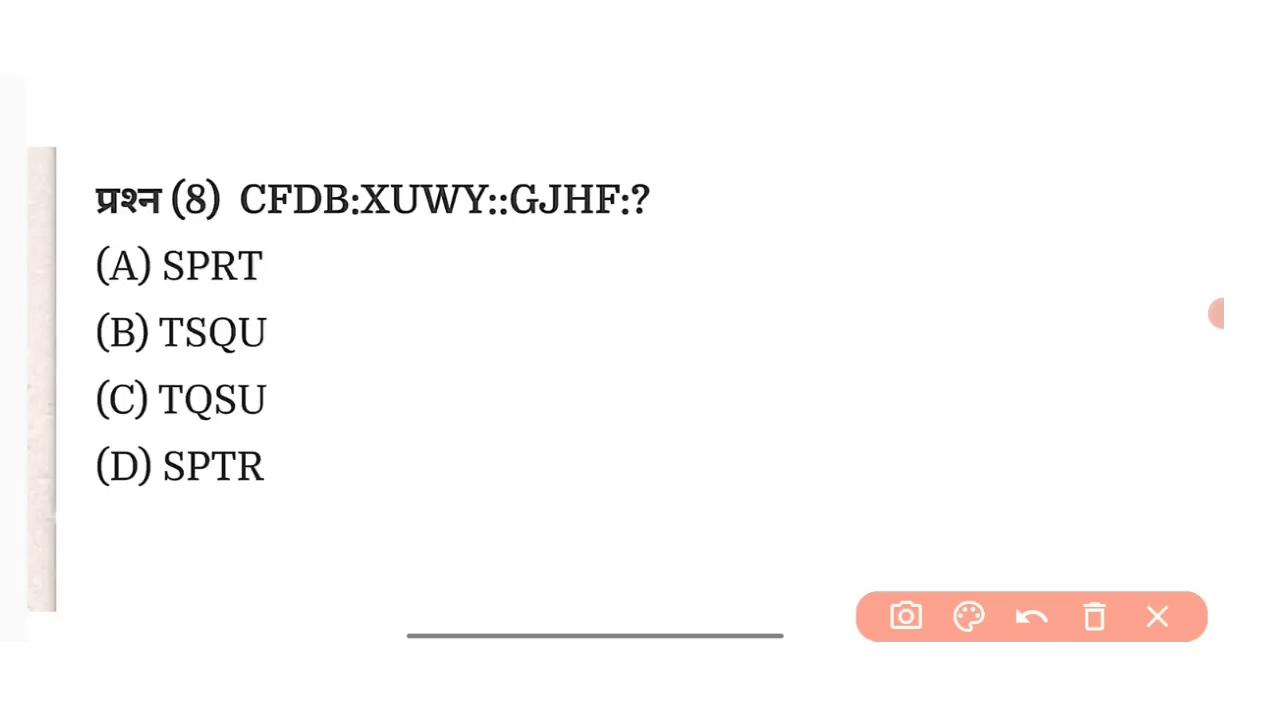 प्रश्न (8) CFDB:XUWY::GJHF:?
(A) SPRT
(B) TSQU
(C) TQSU
(D) SPTR